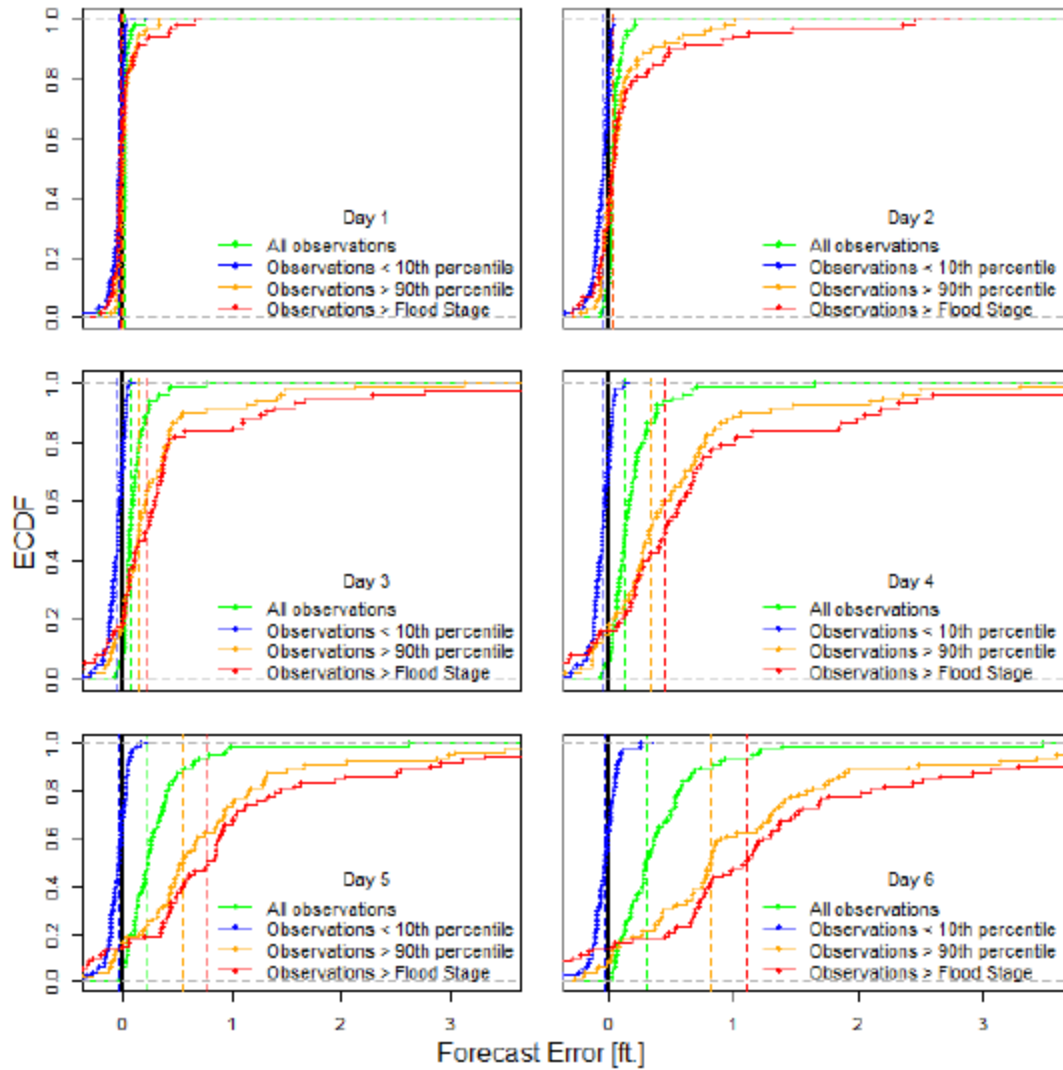 0.0 0.2 0.4 0.6 0.8 1.0
Day 1
All observations
Observations < 10th percentile
Observations > 90th percentile
Observations > Flood Stage
Day 2
All observations
Observations < 10th percentile
Observations > 90th percentile
Observations > Flood Stage
ECDF
0.0 0.2 0.4 0.6 0.8 1.0
Day 3
All observations
Observations < 10th percentile
Observations > 90th percentile
Observations > Flood Stage
Day 4
All observations
Observations < 10th percentile
Observations > 90th percentile
Observations > Flood Stage
0.0 0.2 0.4 0.6 0.8 1.0
Day 5
All observations
Observations < 10th percentile
Observations > 90th percentile
Observations > Flood Stage
Day 6
All observations
Observations < 10th percentile
Observations > 90th percentile
Observations > Flood Stage
0 1 2 3
0 1 2 3
Forecast Error [ft.]